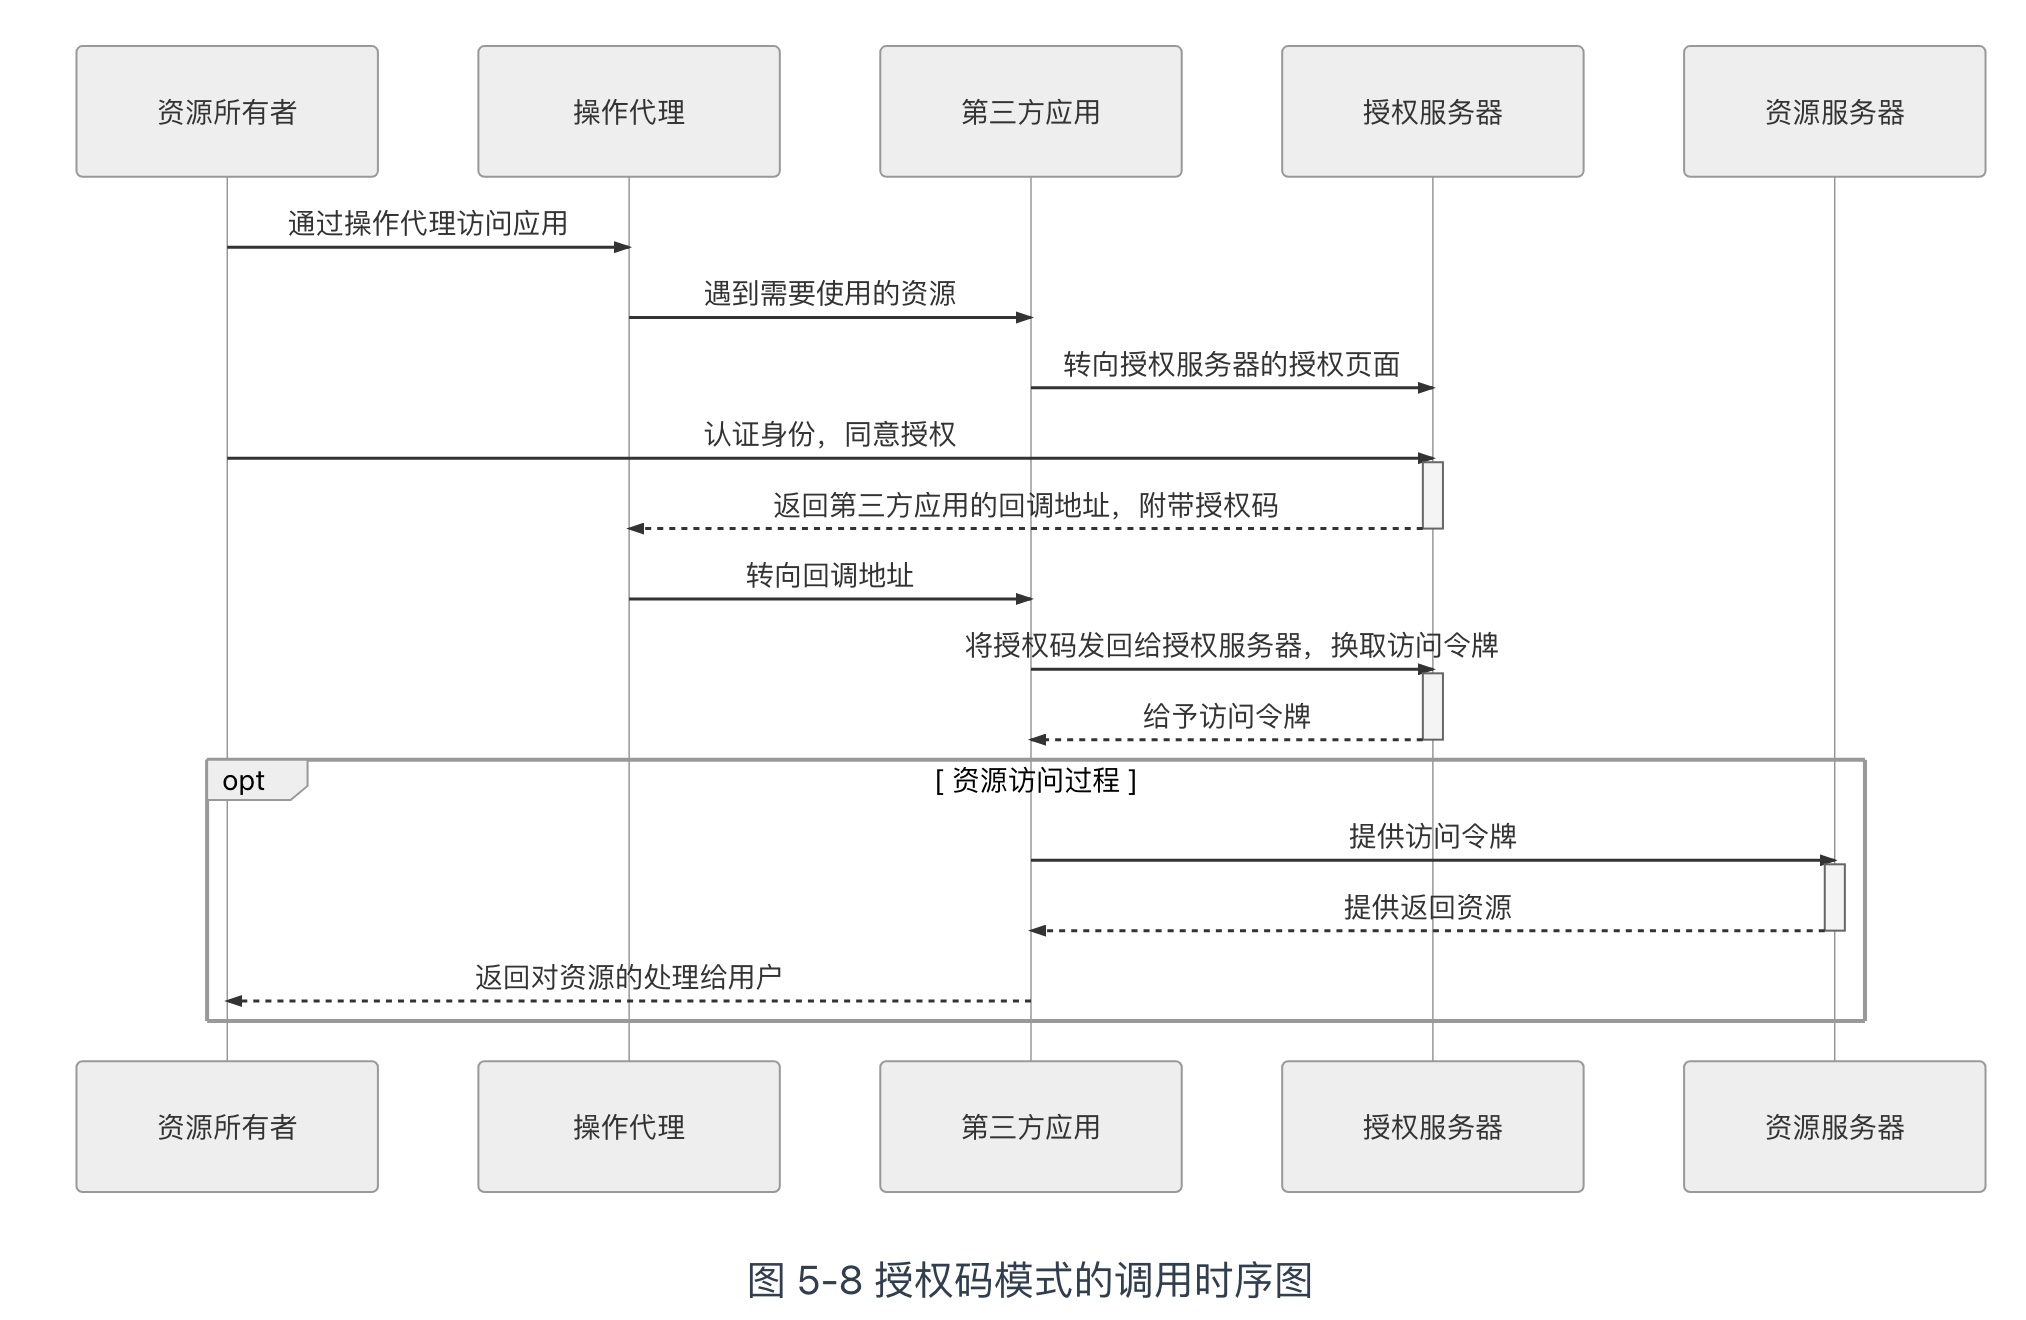 资源所有者
操作代理
第三方应用
授权服务器
资源服务器
通过操作代理访问应用
遇到需要使用的资源
转向授权服务器的授权页面
认证身份，同意授权
返回第三方应用的回调地址，附带授权码
转向回调地址
将授权码发回给授权服务器，换取访问令牌
给予访问令牌
opt
[ 资源访问过程 ]
提供访问令牌
提供返回资源
返回对资源的处理给用户
资源所有者
操作代理
第三方应用
授权服务器
资源服务器
图 5-8 授权码模式的调用时序图